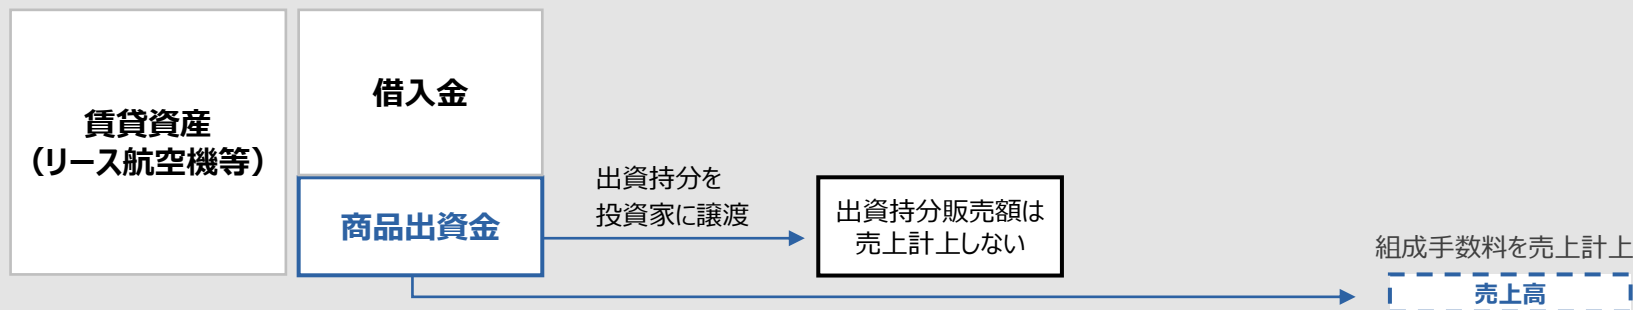 賃貸資産
（リース航空機等）
借入金
商品出資金
出資持分を
投資家に譲渡
出資持分販売額は
売上計上しない
組成手数料を売上計上
売上高